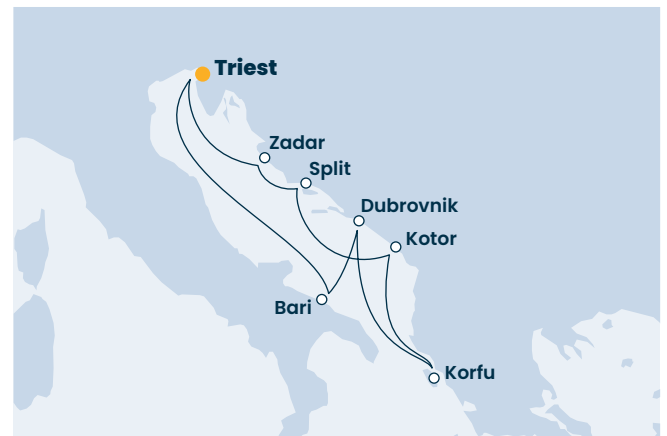 Triest
Zadar
Split
Dubrovnik
Kotor
Bari
Korfu